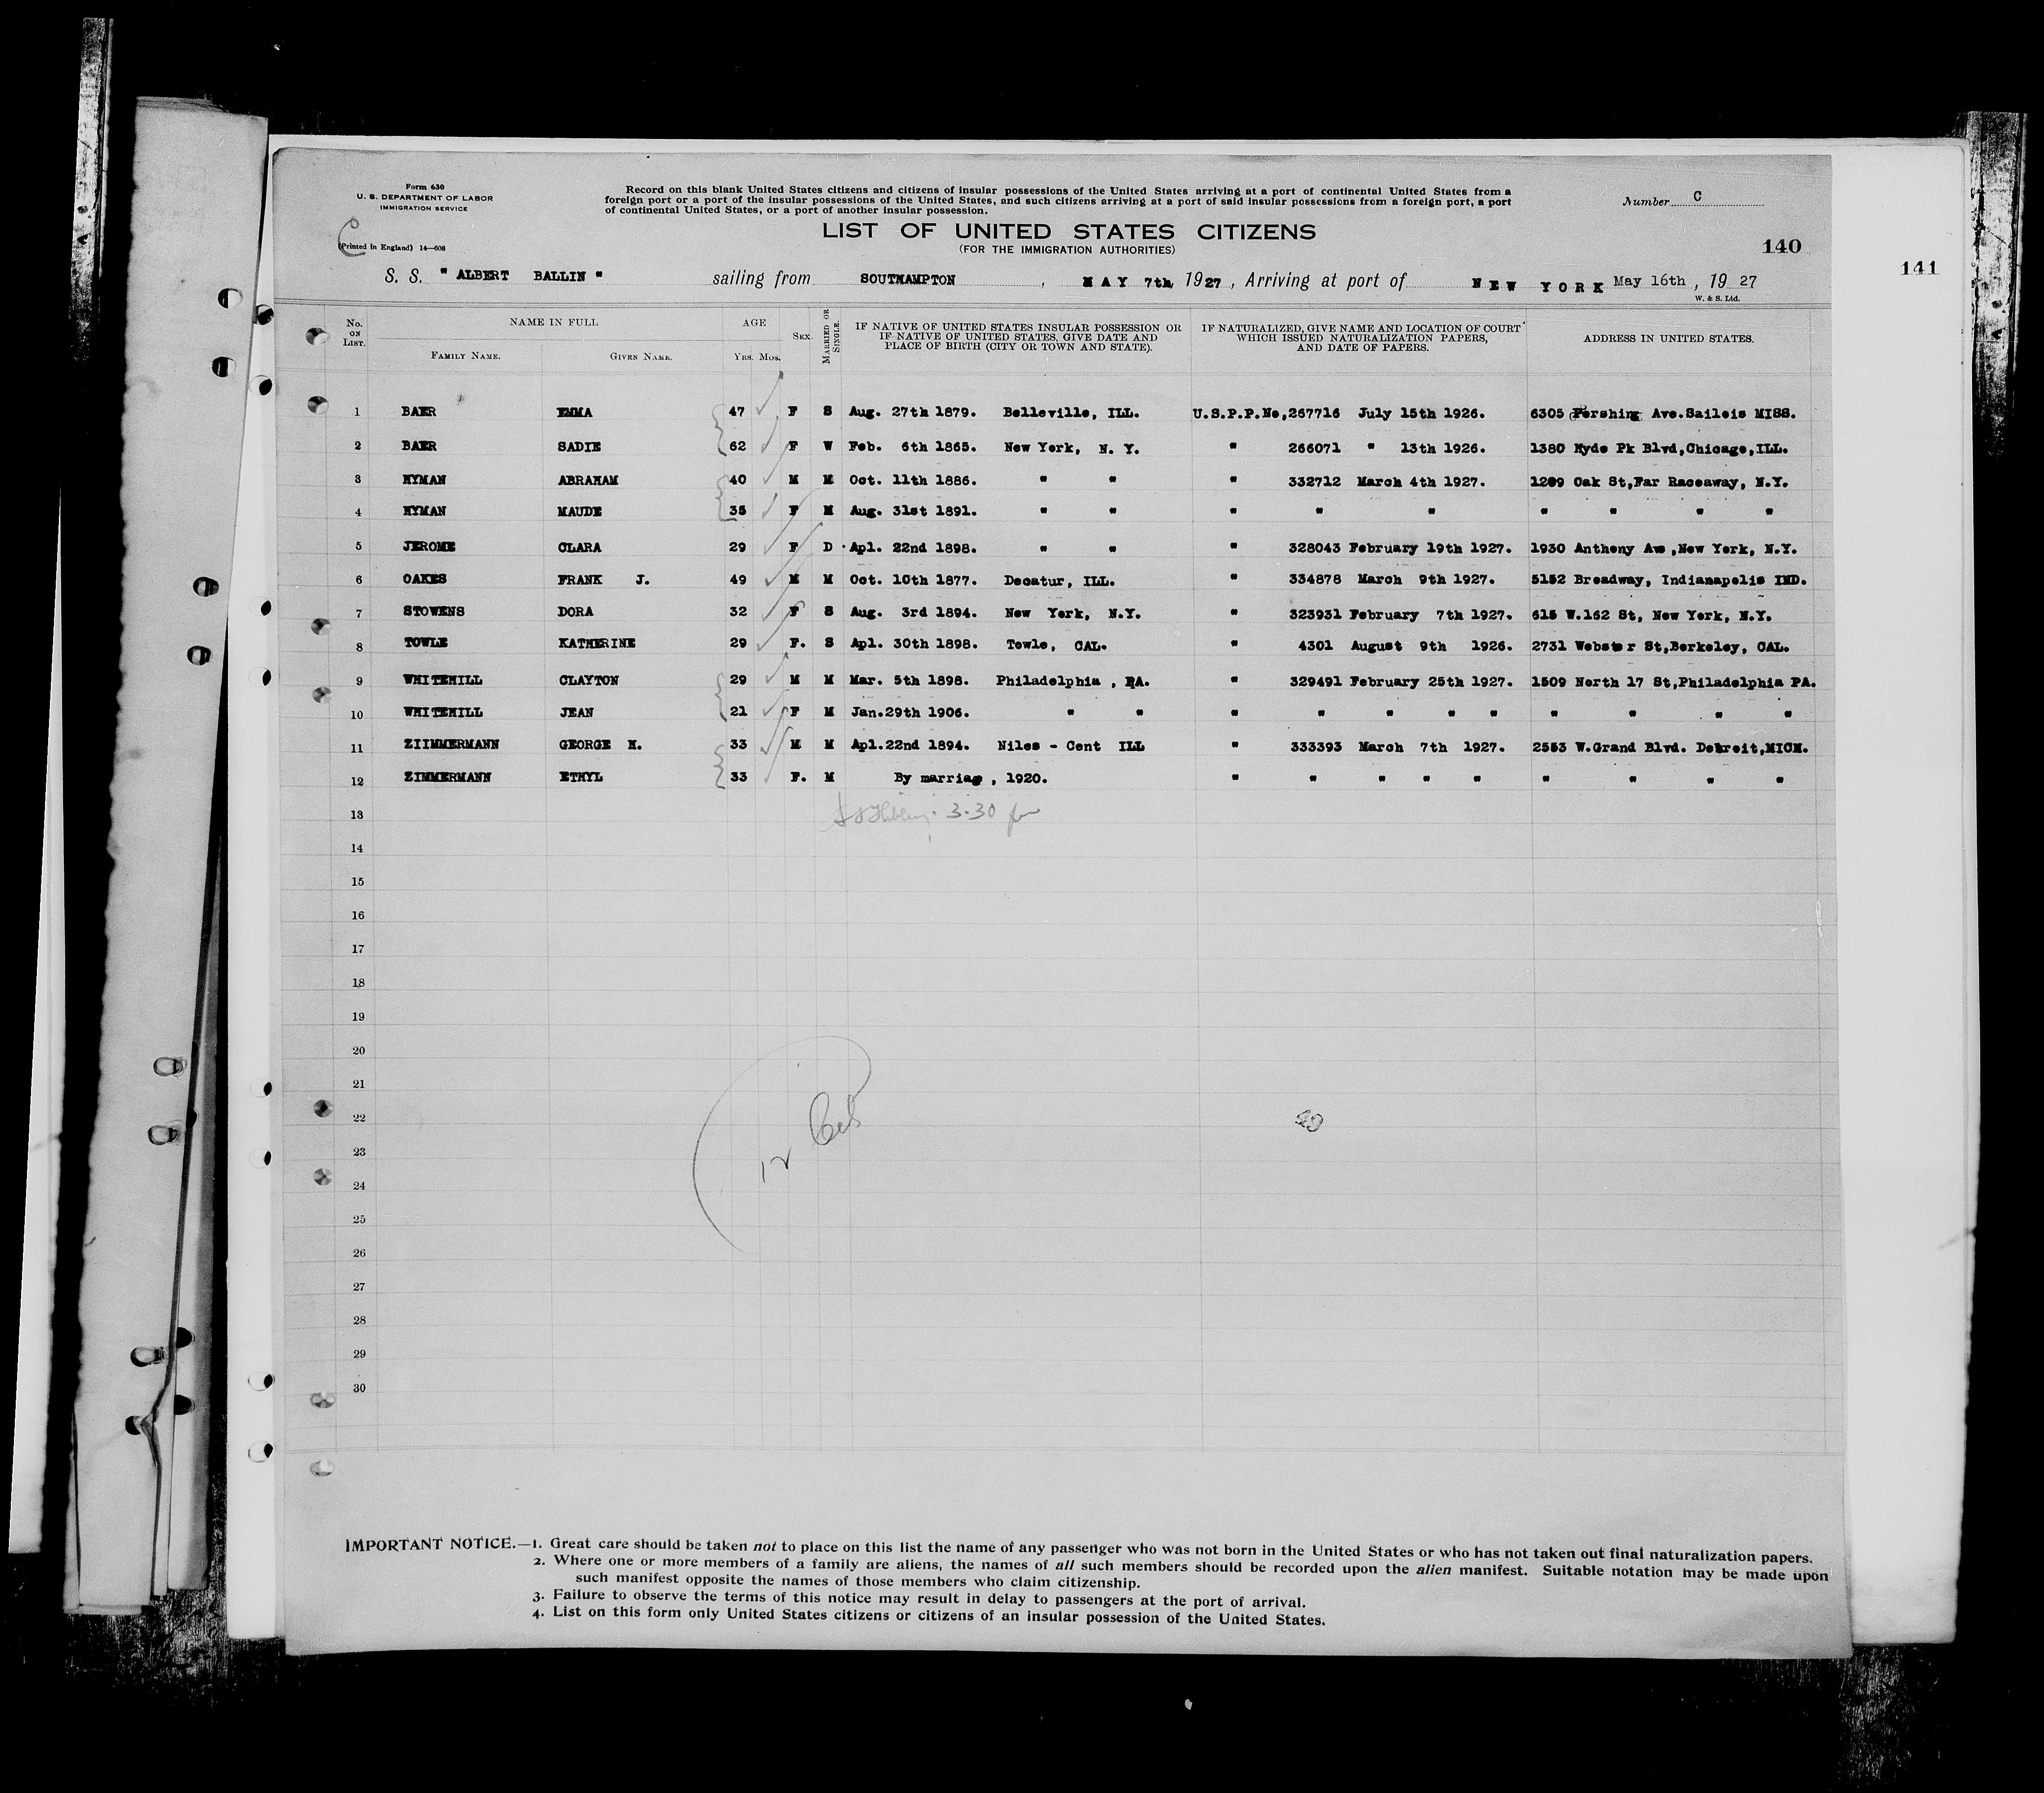 Form 630
U. S. DEPARTMENT OF LABOR
IMMIGRATION SERVICE
C
(Printed in England) 14—608
Record on this blank United States citizens and citizens of insular possessions of the United States arriving at a port of continental United States from a
foreign port or a port of the insular possessions of the United States, and such citizens arriving at a port of said insular possessions from a foreign port, a port
of continental United States, or a port of another insular possession.
Number C
LIST OF UNITED STATES CITIZENS
(FOR THE IMMIGRATION AUTHORITIES)
140
141
S. S. " ALBERT BALLIN " sailing from SOUTHAMPTON , MAY 7th, 1927, Arriving at port of NEW YORK May 16th, 19 27
W. & S. Ltd.
No. ON LIST. NAME IN FULL AGE SEX. MARRIED OR SINGLE. IF NATIVE OF UNITED STATES INSULAR POSSESSION OR IF NATIVE OF UNITED STATES, GIVE DATE AND PLACE OF BIRTH (CITY OR TOWN AND STATE). IF NATURALIZED, GIVE NAME AND LOCATION OF COURT WHICH ISSUED NATURALIZATION PAPERS, AND DATE OF PAPERS. ADDRESS IN UNITED STATES.
FAMILY NAME. GIVEN NAME. YRS. MOS.
1 BAER EMMA 47 F S Aug. 27th 1879. Belleville, ILL. U.S.P.P.No,267716 July 15th 1926. 6305 Pershing Ave.Saileis MISS.
2 BAER SADIE 62 F W Feb. 6th 1865. New York, N. Y. " 266071 " 13th 1926. 1380 Hyde Pk Blvd,Chicago,ILL.
3 HYMAN ABRAHAM 40 M M Oct. 11th 1886. " " " 332712 March 4th 1927. 1209 Oak St,Far Raceaway, N.Y.
4 HYMAN MAUDE 35 F M Aug. 31st 1891. " " " " " " " " "
5 JEROME CLARA 29 F D Apl. 22nd 1898. " " " 328043 February 19th 1927. 1930 Anthony Ave,New York, N.Y.
6 OAKES FRANK J. 49 M M Oct. 10th 1877. Decatur, ILL. " 334878 March 9th 1927. 5152 Broadway, Indianapolis IND.
7 STOWENS DORA 32 F S Aug. 3rd 1894. New York, N.Y. " 323931 February 7th 1927. 615 W.162 St, New York, N.Y.
8 TOWLE KATHERINE 29 F. S Apl. 30th 1898. Towle, CAL. " 4301 August 9th 1926. 2731 Webster St,Berkeley, CAL.
9 WHITEHILL CLAYTON 29 M M Mar. 5th 1898. Philadelphia , PA. " 329491 February 25th 1927. 1509 North 17 St,Philadelphia PA.
10 WHITEHILL JEAN 21 F M Jan.29th 1906. " " " " " " " " " " "
11 ZIIMMERMANN GEORGE H. 33 M M Apl.22nd 1894. Niles - Cent ILL " 333393 March 7th 1927. 2553 W.Grand Blvd. Detroit,MICH.
12 ZIMMERMANN ETHYL 33 F. M By marriag , 1920. " " " " " " " " "
13 3.30
14
15
16
17
18
19
20
21
22
23
24
25
26
27
28
29
30
12
IMPORTANT NOTICE.—1. Great care should be taken not to place on this list the name of any passenger who was not born in the United States or who has not taken out final naturalization papers.
2. Where one or more members of a family are aliens, the names of all such members should be recorded upon the alien manifest. Suitable notation may be made upon
such manifest opposite the names of those members who claim citizenship.
3. Failure to observe the terms of this notice may result in delay to passengers at the port of arrival.
4. List on this form only United States citizens or citizens of an insular possession of the United States.